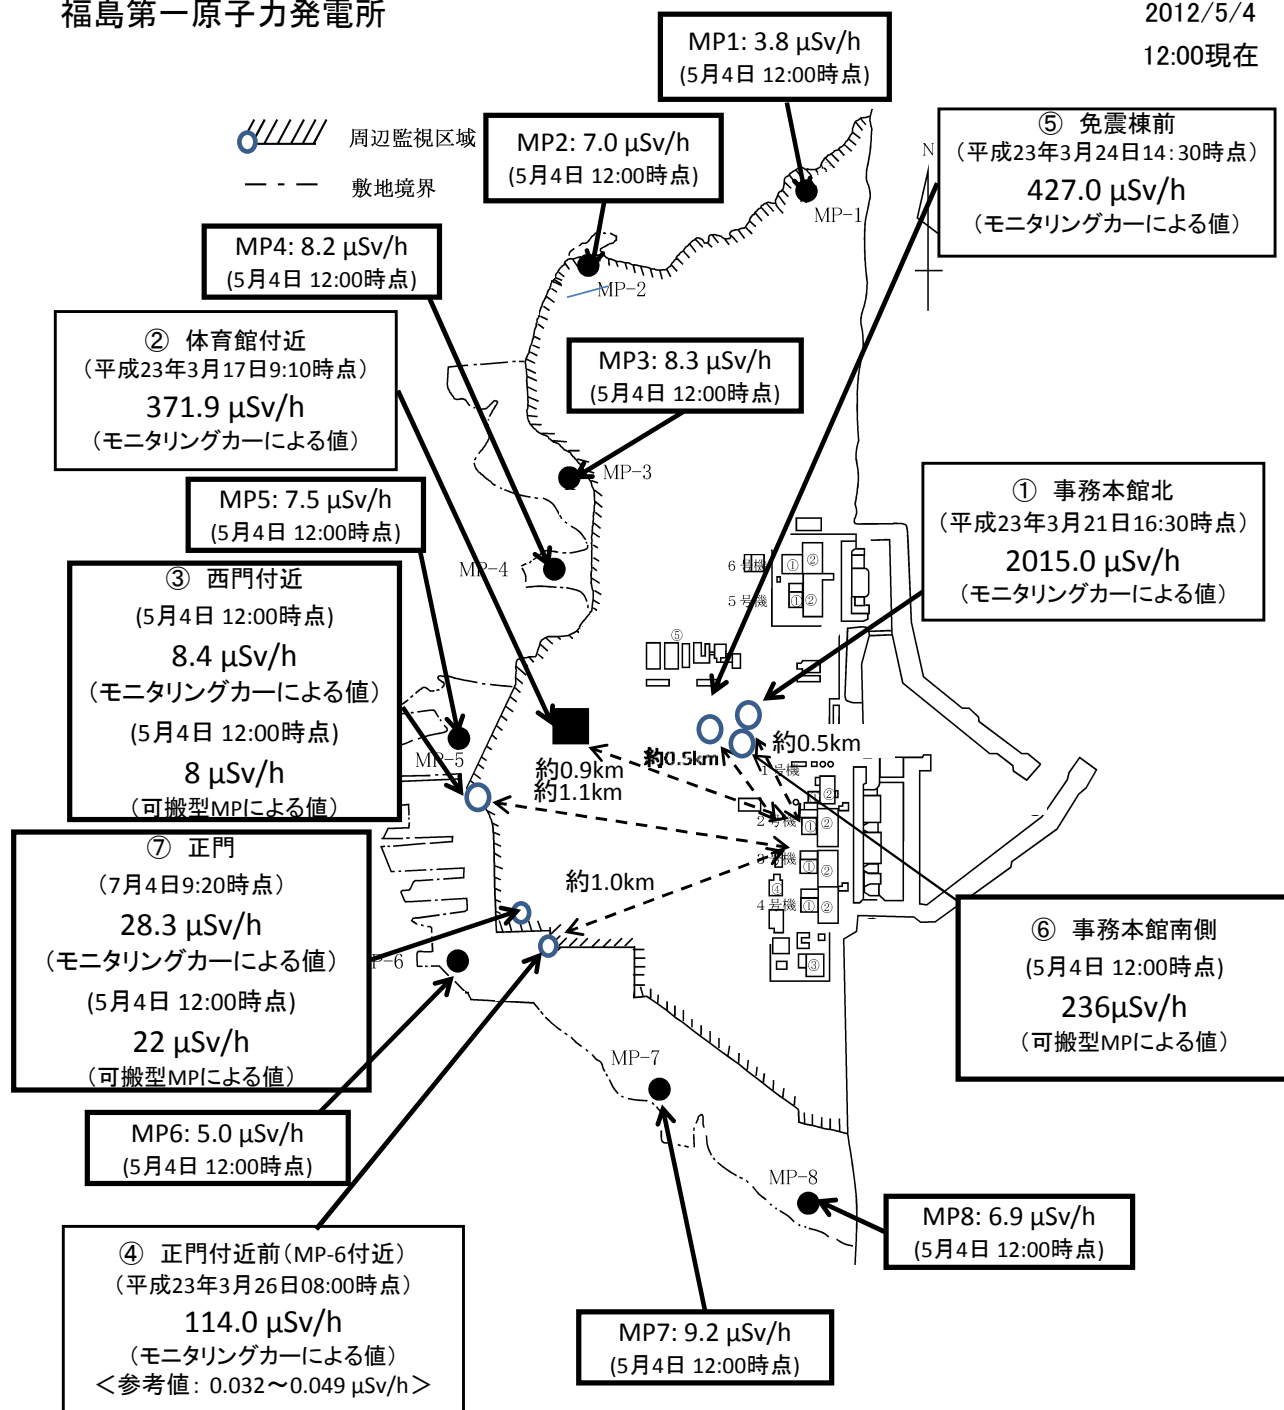 福島第一原子力発電所
2012/5/4
12:00現在
MP1: 3.8 μSv/h
(5月4日 12:00時点)
周辺監視区域
敷地境界
MP2: 7.0 μSv/h
(5月4日 12:00時点)
⑤ 免震棟前
(平成23年3月24日14:30時点)
427.0 μSv/h
(モニタリングカーによる値)
N
MP-1
MP4: 8.2 μSv/h
(5月4日 12:00時点)
MP-2
② 体育館付近
(平成23年3月17日9:10時点)
371.9 μSv/h
(モニタリングカーによる値)
MP3: 8.3 μSv/h
(5月4日 12:00時点)
MP-3
MP5: 7.5 μSv/h
(5月4日 12:00時点)
① 事務本館北
(平成23年3月21日16:30時点)
2015.0 μSv/h
(モニタリングカーによる値)
MP-4
6号機
① ②
5号機
① ②
③ 西門付近
(5月4日 12:00時点)
8.4 μSv/h
(モニタリングカーによる値)
(5月4日 12:00時点)
8 μSv/h
(可搬型MPによる値)
⑤
MP-5
約0.5km
約0.5km
約0.9km
約1.1km
1号機
① ②
2号機
① ②
3号機
① ②
④
4号機
① ②
③
約1.0km
⑦ 正門
(7月4日9:20時点)
28.3 μSv/h
(モニタリングカーによる値)
(5月4日 12:00時点)
22 μSv/h
(可搬型MPによる値)
P-6
⑥ 事務本館南側
(5月4日 12:00時点)
236μSv/h
(可搬型MPによる値)
MP-7
MP6: 5.0 μSv/h
(5月4日 12:00時点)
MP-8
MP8: 6.9 μSv/h
(5月4日 12:00時点)
④ 正門付近前(MP-6付近)
(平成23年3月26日08:00時点)
114.0 μSv/h
(モニタリングカーによる値)
<参考値: 0.032～0.049 μSv/h>
MP7: 9.2 μSv/h
(5月4日 12:00時点)